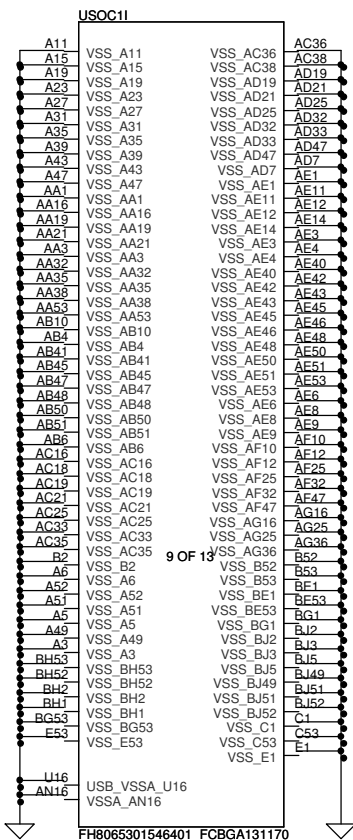 USOC1I
A11 VSS_A11 VSS_AC36 AC36
A15 VSS_A15 VSS_AC38 AC38
A19 VSS_A19 VSS_AD19 AD19
A23 VSS_A23 VSS_AD21 AD21
A27 VSS_A27 VSS_AD25 AD25
A31 VSS_A31 VSS_AD32 AD32
A35 VSS_A35 VSS_AD33 AD33
A39 VSS_A39 VSS_AD47 AD47
A43 VSS_A43 VSS_AD7 AD7
A47 VSS_A47 VSS_AE1 AE1
AA1 VSS_AA1 VSS_AE11 AE11
AA16 VSS_AA16 VSS_AE12 AE12
AA19 VSS_AA19 VSS_AE14 AE14
AA21 VSS_AA21 VSS_AE3 AE3
AA3 VSS_AA3 VSS_AE4 AE4
AA32 VSS_AA32 VSS_AE40 AE40
AA35 VSS_AA35 VSS_AE42 AE42
AA38 VSS_AA38 VSS_AE43 AE43
AA53 VSS_AA53 VSS_AE45 AE45
AB10 VSS_AB10 VSS_AE46 AE46
AB4 VSS_AB4 VSS_AE48 AE48
AB41 VSS_AB41 VSS_AE50 AE50
AB45 VSS_AB45 VSS_AE51 AE51
AB47 VSS_AB47 VSS_AE53 AE53
AB48 VSS_AB48 VSS_AE6 AE6
AB50 VSS_AB50 VSS_AE8 AE8
AB51 VSS_AB51 VSS_AE9 AE9
AB6 VSS_AB6 VSS_AF10 AF10
AC16 VSS_AC16 VSS_AF12 AF12
AC18 VSS_AC18 VSS_AF25 AF25
AC19 VSS_AC19 VSS_AF32 AF32
AC21 VSS_AC21 VSS_AF47 AF47
AC25 VSS_AC25 VSS_AG16 AG16
AC33 VSS_AC33 VSS_AG25 AG25
AC35 VSS_AC35 9 OF 13 VSS_AG36 AG36
B2 VSS_B2 VSS_B52 B52
A6 VSS_A6 VSS_B53 B53
A52 VSS_A52 VSS_BE1 BE1
A51 VSS_A51 VSS_BE53 BE53
A5 VSS_A5 VSS_BG1 BG1
A49 VSS_A49 VSS_BJ2 BJ2
A3 VSS_A3 VSS_BJ3 BJ3
BH53 VSS_BH53 VSS_BJ5 BJ5
BH52 VSS_BH52 VSS_BJ49 BJ49
BH2 VSS_BH2 VSS_BJ51 BJ51
BH1 VSS_BH1 VSS_BJ52 BJ52
BG53 VSS_BG53 VSS_C1 C1
E53 VSS_E53 VSS_C53 C53
VSS_E1 E1
U16 USB_VSSA_U16
AN16 VSSA_AN16
FH8065301546401 FCBGA131170